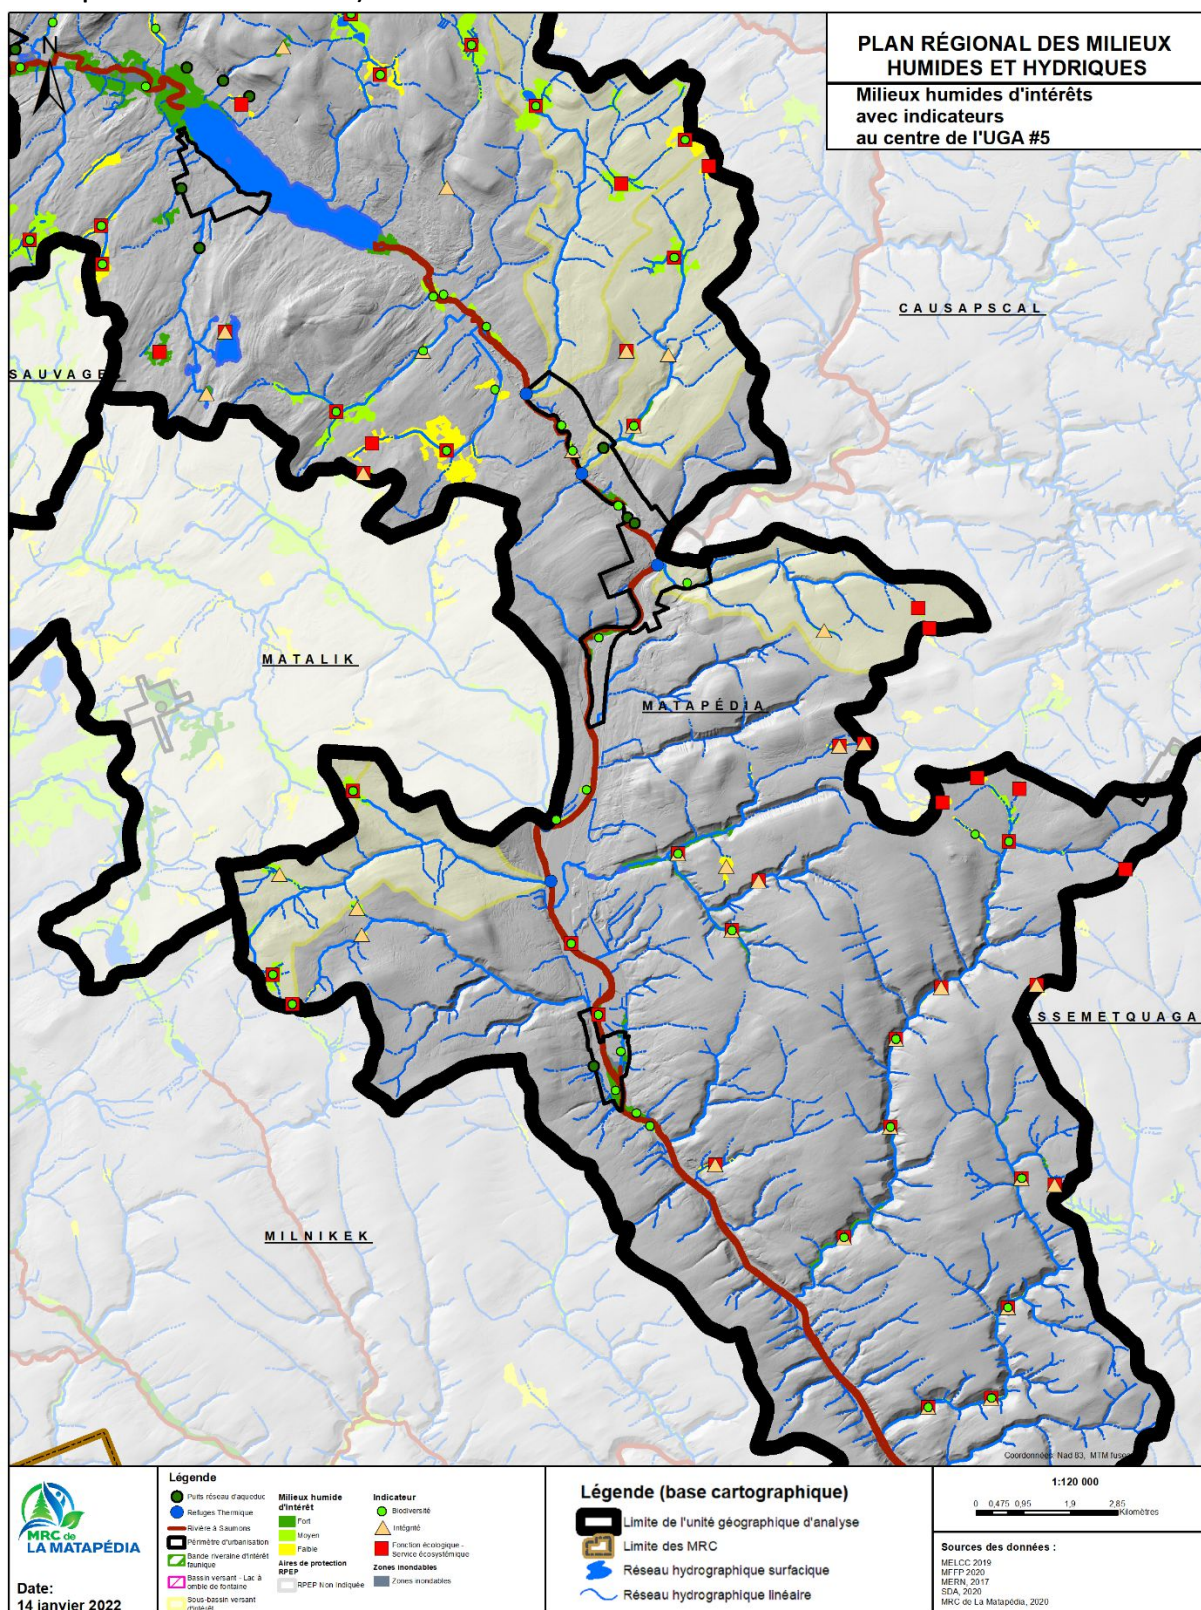 PLAN RÉGIONAL DES MILIEUX
HUMIDES ET HYDRIQUES
Milieux humides d'intérêts
avec indicateurs
au centre de l'UGA #5
N
CAUSAPSCAL
SAUVAGE
MATALIK
MATAPÉDIA
ASSEMETQUAGA
MILNIKEK
Coordonnées: Nad 83, MTM
MRC de
LA MATAPÉDIA
Date:
14 janvier 2022
Légende
Puits réseau d'aqueduc
Refuges Thermique
Rivière à Saumons
Périmètre d'urbanisation
Bande riveraine d'intérêt
faunique
Bassin versant - Lac à
omble de fontaine
Sous-bassin versant
d'intérêt
Milieux humide
d'intérêt
Fort
Moyen
Faible
Aires de protection
RPEP
RPEP Non Indiquée
Indicateur
Biodiversité
Intégrité
Fonction écologique -
Service écosystémique
Zones inondables
Zones inondables
Légende (base cartographique)
Limite de l'unité géographique d'analyse
Limite des MRC
Réseau hydrographique surfacique
Réseau hydrographique linéaire
1:120 000
0 0,475 0,95 1,9 2,85
Kilomètres
Sources des données :
MELCC 2019
MFFP 2020
MERN, 2017
SDA, 2020
MRC de La Matapédia, 2020